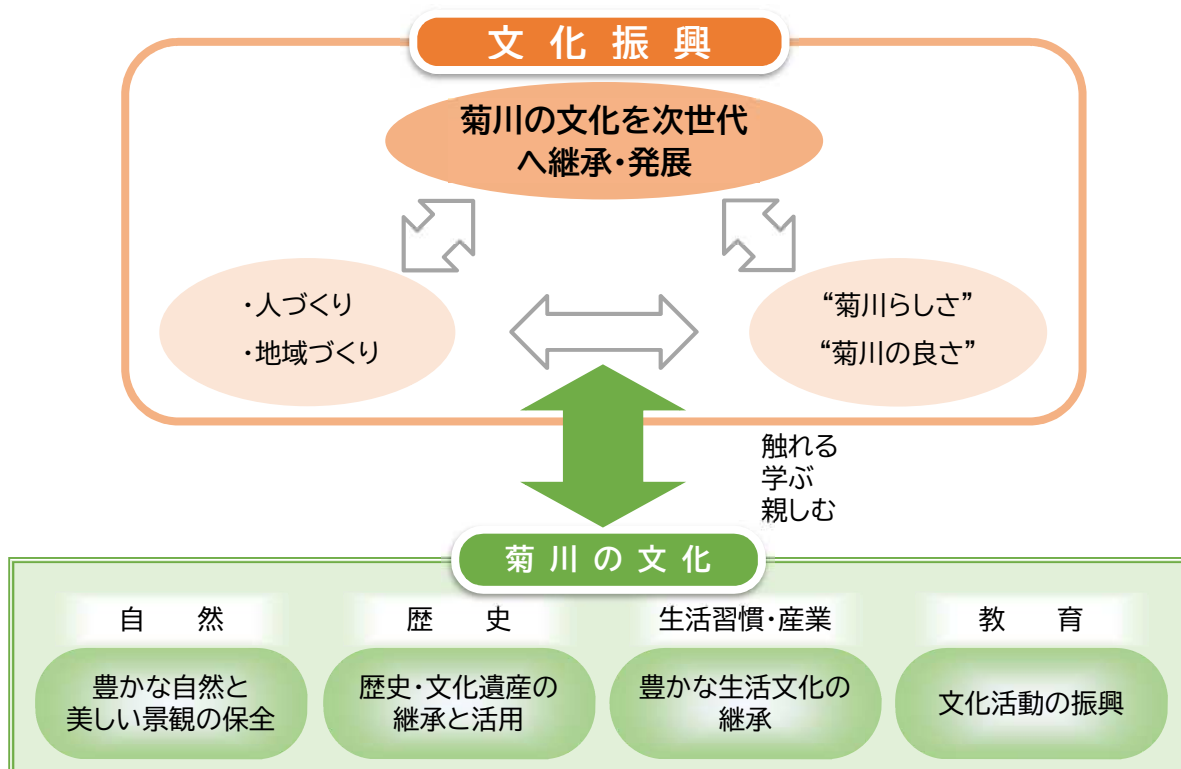 文化振興
菊川の文化を次世代
へ継承・発展
・人づくり
・地域づくり
“菊川らしさ”
“菊川の良さ”
触れる
学ぶ
親しむ
菊川の文化
自然
豊かな自然と
美しい景観の保全
歴史
歴史・文化遺産の
継承と活用
生活習慣・産業
豊かな生活文化の
継承
教育
文化活動の振興